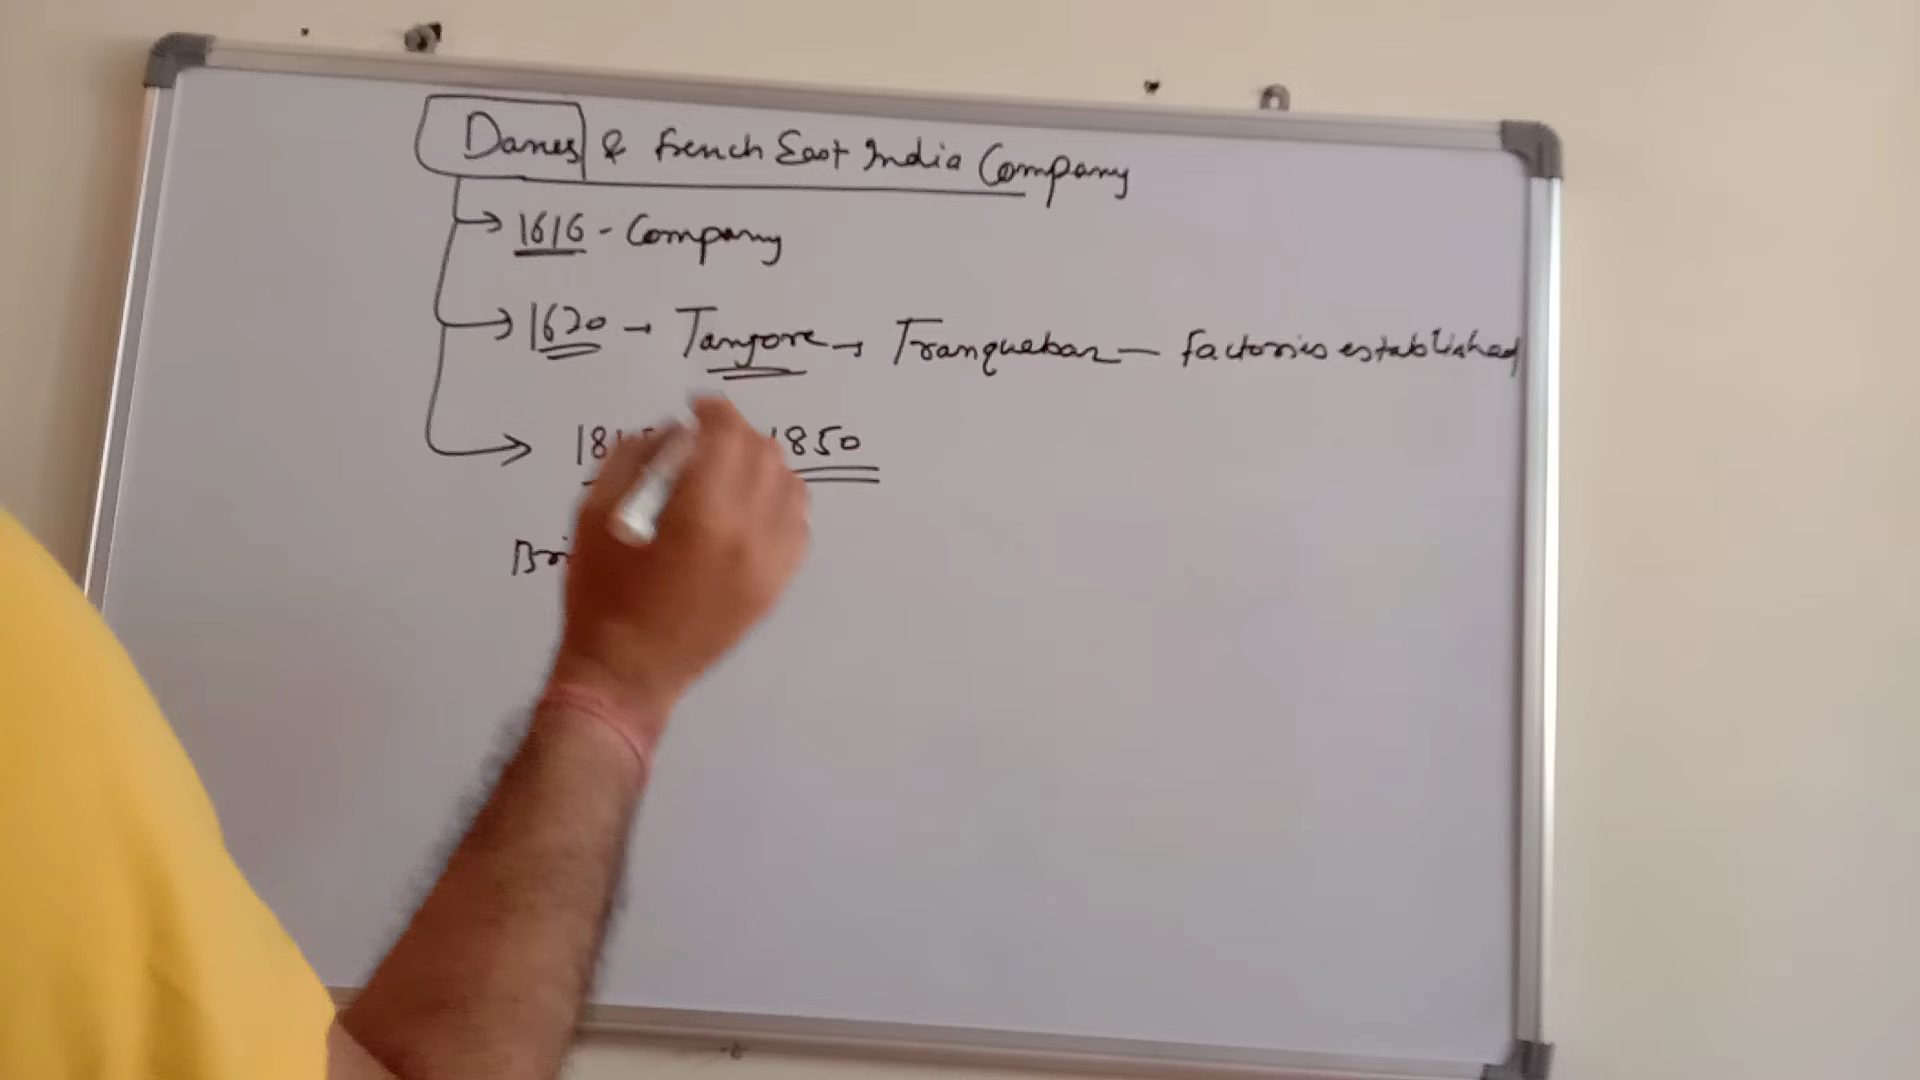 Danes & french East India Company
1616 - Company
1620 → Tanjore → Tranquebar — factories established
1850